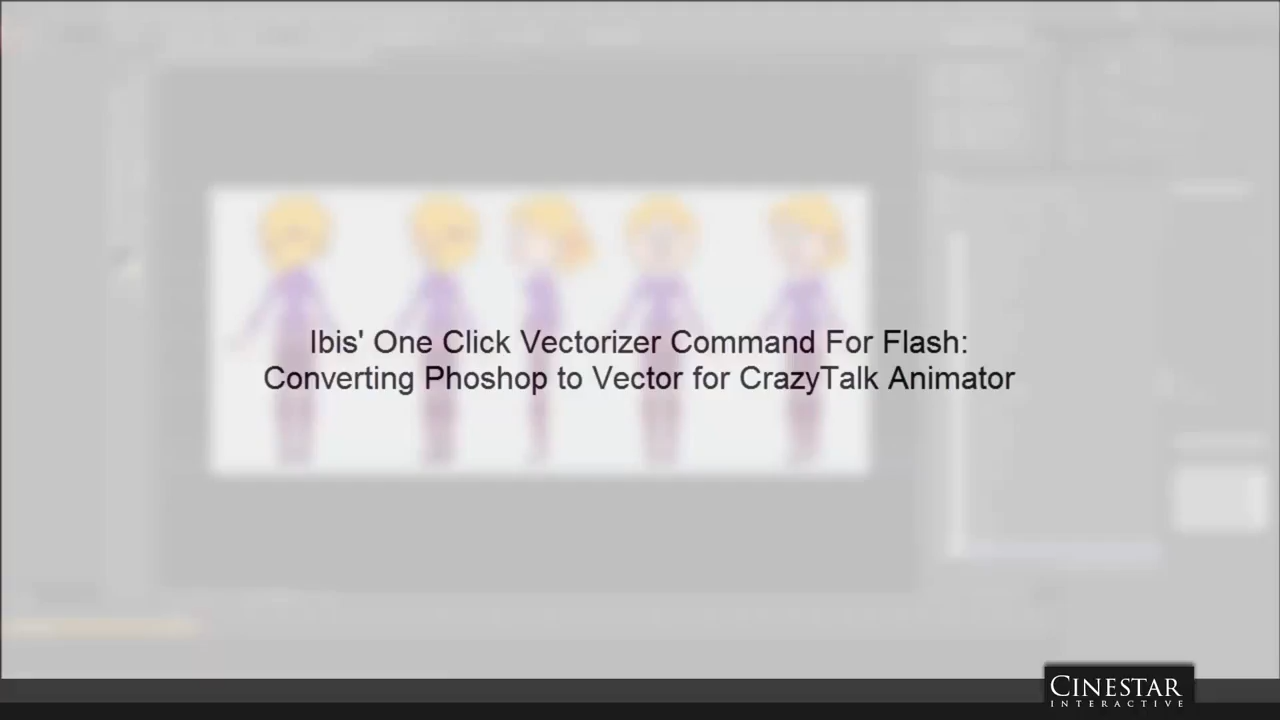 Ibis' One Click Vectorizer Command For Flash:
Converting Phoshop to Vector for CrazyTalk Animator
CINESTAR
INTERACTIVE